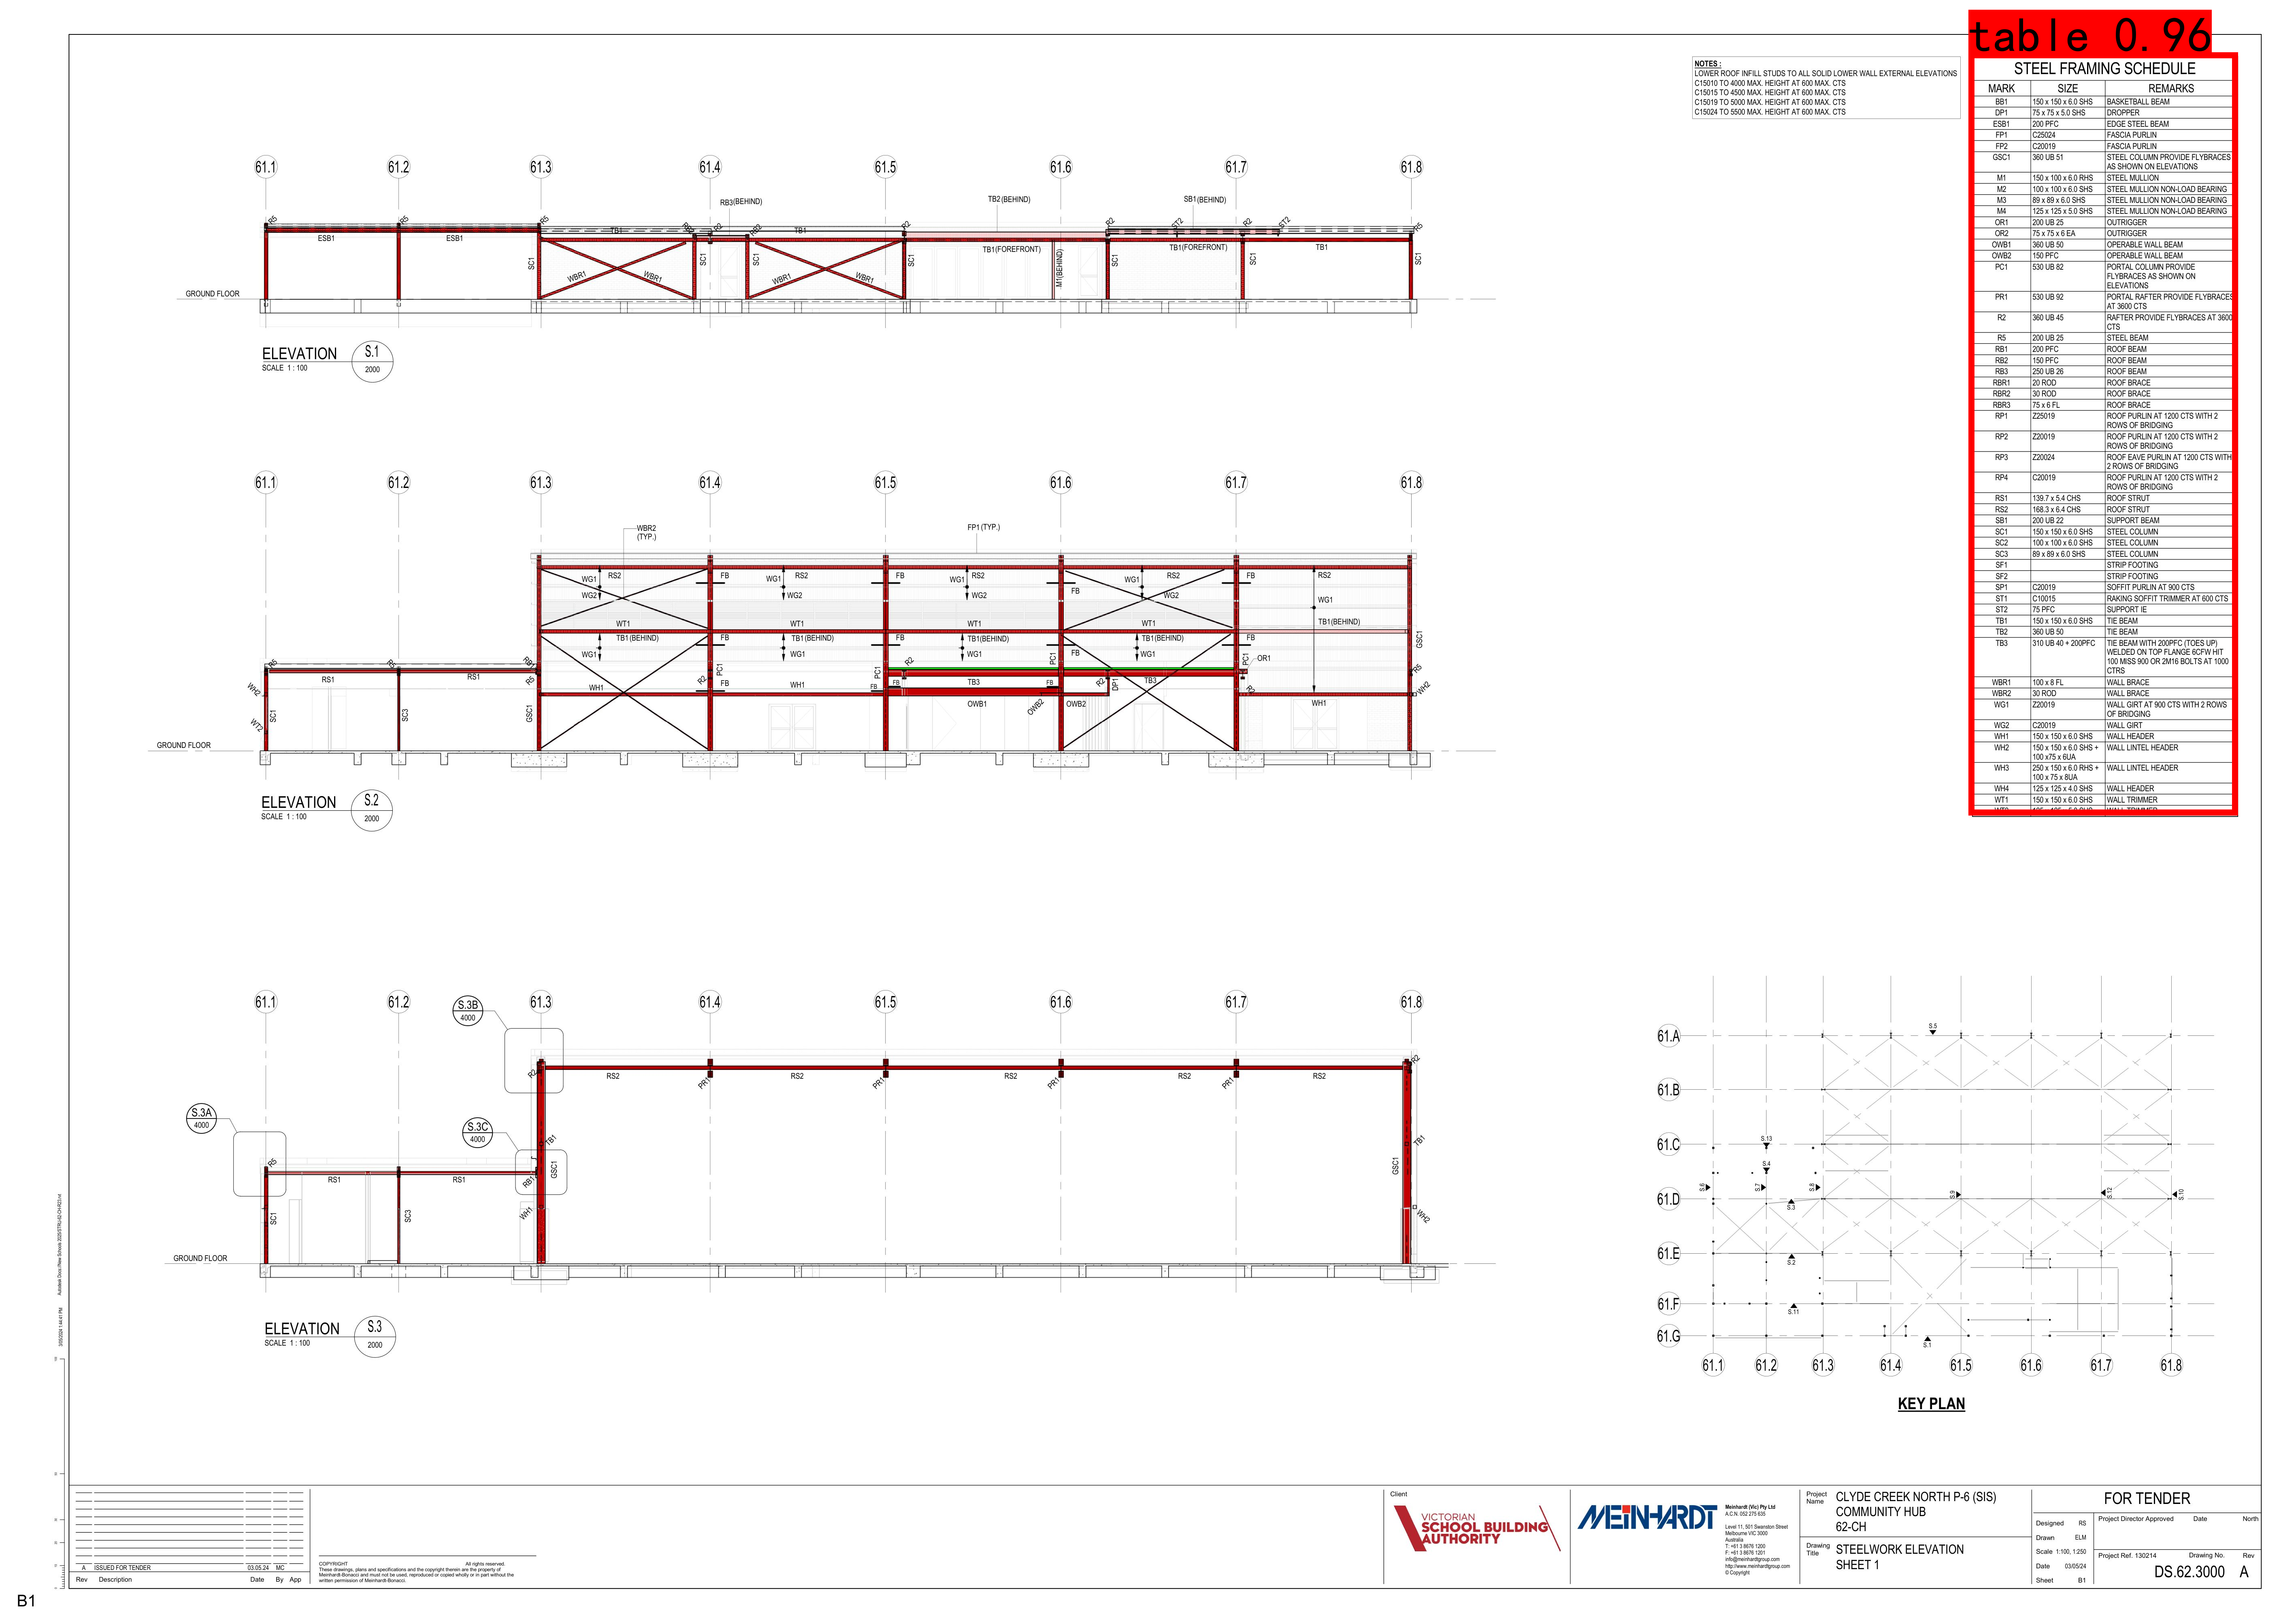 table 0.96
NOTES :
LOWER ROOF INFILL STUDS TO ALL SOLID LOWER WALL EXTERNAL ELEVATIONS
C15010 TO 4000 MAX. HEIGHT AT 600 MAX. CTS
C15015 TO 4500 MAX. HEIGHT AT 600 MAX. CTS
C15019 TO 5000 MAX. HEIGHT AT 600 MAX. CTS
C15024 TO 5500 MAX. HEIGHT AT 600 MAX. CTS
STEEL FRAMING SCHEDULE
MARK SIZE REMARKS
BB1 150 x 150 x 6.0 SHS BASKETBALL BEAM
DP1 75 x 75 x 5.0 SHS DROPPER
ESB1 200 PFC EDGE STEEL BEAM
FP1 C25024 FASCIA PURLIN
FP2 C20019 FASCIA PURLIN
GSC1 360 UB 51 STEEL COLUMN PROVIDE FLYBRACES
AS SHOWN ON ELEVATIONS
M1 150 x 100 x 6.0 RHS STEEL MULLION
M2 100 x 100 x 6.0 SHS STEEL MULLION NON-LOAD BEARING
M3 89 x 89 x 6.0 SHS STEEL MULLION NON-LOAD BEARING
M4 125 x 125 x 5.0 SHS STEEL MULLION NON-LOAD BEARING
OR1 200 UB 25 OUTRIGGER
OR2 75 x 75 x 6 EA OUTRIGGER
OWB1 360 UB 50 OPERABLE WALL BEAM
OWB2 150 PFC OPERABLE WALL BEAM
PC1 530 UB 82 PORTAL COLUMN PROVIDE
FLYBRACES AS SHOWN ON
ELEVATIONS
PR1 530 UB 92 PORTAL RAFTER PROVIDE FLYBRACES
AT 3600 CTS
R2 360 UB 45 RAFTER PROVIDE FLYBRACES AT 3600
CTS
R5 200 UB 25 STEEL BEAM
RB1 200 PFC ROOF BEAM
RB2 150 PFC ROOF BEAM
RB3 250 UB 26 ROOF BEAM
RBR1 20 ROD ROOF BRACE
RBR2 30 ROD ROOF BRACE
RBR3 75 x 6 FL ROOF BRACE
RP1 Z25019 ROOF PURLIN AT 1200 CTS WITH 2
ROWS OF BRIDGING
RP2 Z20019 ROOF PURLIN AT 1200 CTS WITH 2
ROWS OF BRIDGING
RP3 Z20024 ROOF EAVE PURLIN AT 1200 CTS WITH
2 ROWS OF BRIDGING
RP4 C20019 ROOF PURLIN AT 1200 CTS WITH 2
ROWS OF BRIDGING
RS1 139.7 x 5.4 CHS ROOF STRUT
RS2 168.3 x 6.4 CHS ROOF STRUT
SB1 200 UB 22 SUPPORT BEAM
SC1 150 x 150 x 6.0 SHS STEEL COLUMN
SC2 100 x 100 x 6.0 SHS STEEL COLUMN
SC3 89 x 89 x 6.0 SHS STEEL COLUMN
SF1 STRIP FOOTING
SF2 STRIP FOOTING
SP1 C20019 SOFFIT PURLIN AT 900 CTS
ST1 C10015 RAKING SOFFIT TRIMMER AT 600 CTS
ST2 75 PFC SUPPORT IE
TB1 150 x 150 x 6.0 SHS TIE BEAM
TB2 360 UB 50 TIE BEAM
TB3 310 UB 40 + 200PFC TIE BEAM WITH 200PFC (TOES UP)
WELDED ON TOP FLANGE 6CFW HIT
100 MISS 900 OR 2M16 BOLTS AT 1000
CTRS
WBR1 100 x 8 FL WALL BRACE
WBR2 30 ROD WALL BRACE
WG1 Z20019 WALL GIRT AT 900 CTS WITH 2 ROWS
OF BRIDGING
WG2 C20019 WALL GIRT
WH1 150 x 150 x 6.0 SHS WALL HEADER
WH2 150 x 150 x 6.0 SHS + WALL LINTEL HEADER
100 x75 x 6UA
WH3 250 x 150 x 6.0 RHS + WALL LINTEL HEADER
100 x 75 x 8UA
WH4 125 x 125 x 4.0 SHS WALL HEADER
WT1 150 x 150 x 6.0 SHS WALL TRIMMER
61.1 61.2 61.3 61.4 61.5 61.6 61.7 61.8
RB3(BEHIND) TB2 (BEHIND) SB1(BEHIND)
R5 R5 R5 R2 RB2 R2 R2 ST2 R2 ST2 R5
ESB1 ESB1 TB1 TB1 TB1(FOREFRONT) TB1(FOREFRONT) TB1
SC1 WBR1 WBR1 SC1 SC1 WBR1 WBR1 SC1 M1(BEHIND) SC1 SC1 SC1
GROUND FLOOR
ELEVATION S.1
SCALE 1 : 100 2000
61.1 61.2 61.3 61.4 61.5 61.6 61.7 61.8
WBR2
(TYP.)
FP1 (TYP.)
WG1 RS2 FB WG1 RS2 FB WG1 RS2 WG1 RS2 FB RS2
WG2 WG2 WG2 FB WG2 WG1
WT1 WT1 WT1 WT1 TB1(BEHIND)
TB1(BEHIND) FB TB1(BEHIND) FB TB1(BEHIND) TB1(BEHIND) FB GSC1
WG1 WG1 WG1 FB WG1
R5 R5 RB1 PC1 PC1 R2 PC1 PC1 OR1 R5
RS1 RS1 R5 R2 FB WH1 FB FB TB3 FB R2 DP1 TB3 R2 WH2
WH2 WH1 OWB1 OWB2 OWB2 WH1
WT2 SC1 SC3 GSC1
GROUND FLOOR
ELEVATION S.2
SCALE 1 : 100 2000
61.1 61.2 61.3 61.4 61.5 61.6 61.7 61.8
S.3B
4000
R2 RS2 PR1 RS2 PR1 RS2 PR1 RS2 PR1 RS2 R2
S.3A
4000
S.3C
4000
TB1 TB1
R5 RS1 RS1 RB1 GSC1 GSC1
SC1 SC3 WH1 WH2
GROUND FLOOR
ELEVATION S.3
SCALE 1 : 100 2000
61.A S.5
61.B
61.C S.13
S.4
61.D S.6 S.7 S.8 S.9 S.12 S.10
S.3
61.E
S.2
61.F
S.11
61.G
S.1
61.1 61.2 61.3 61.4 61.5 61.6 61.7 61.8
KEY PLAN
A ISSUED FOR TENDER 03.05.24 MC
Rev Description Date By App
COPYRIGHT All rights reserved.
These drawings, plans and specifications and the copyright therein are the property of
Meinhardt-Bonacci and must not be used, reproduced or copied wholly or in part without the
written permission of Meinhardt-Bonacci.
Client
VICTORIAN
SCHOOL BUILDING
AUTHORITY
MEINHARDT
Meinhardt (Vic) Pty Ltd
A.C.N. 052 275 635
Level 11, 501 Swanston Street
Melbourne VIC 3000
Australia
T: +61 3 8676 1200
F: +61 3 8676 1201
info@meinhardtgroup.com
http://www.meinhardtgroup.com
© Copyright
Project
Name
CLYDE CREEK NORTH P-6 (SIS)
COMMUNITY HUB
62-CH
Drawing
Title
STEELWORK ELEVATION
SHEET 1
FOR TENDER
Designed RS
Drawn ELM
Scale 1:100, 1:250
Date 03/05/24
Sheet B1
Project Director Approved Date North
Project Ref. 130214 Drawing No. Rev
DS.62.3000 A
B1